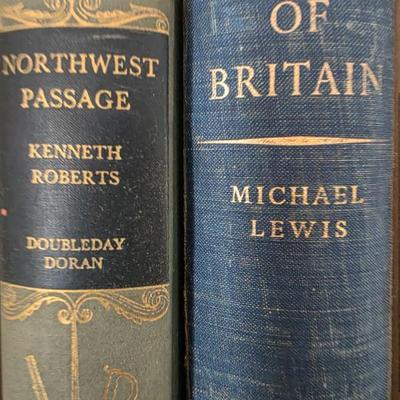 NORTHWEST
PASSAGE
KENNETH
ROBERTS
DOUBLEDAY
DORAN
OF
BRITAIN
MICHAEL
LEWIS